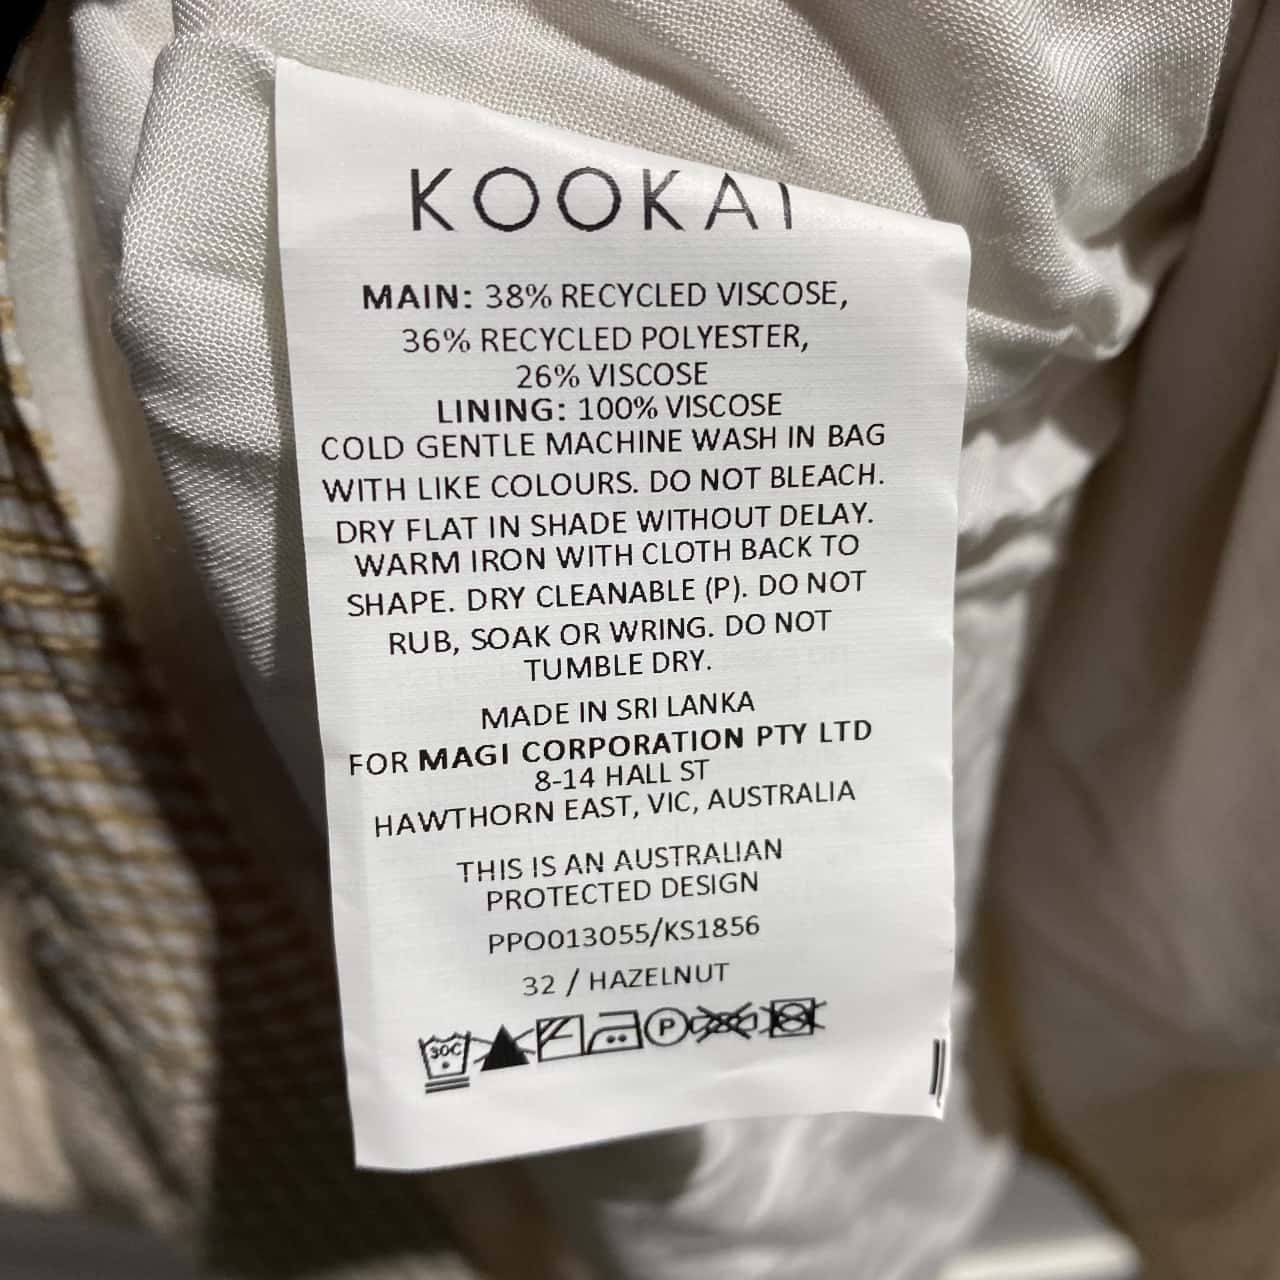 KOOKAI
MAIN: 38% RECYCLED VISCOSE,
36% RECYCLED POLYESTER,
26% VISCOSE
LINING: 100% VISCOSE
COLD GENTLE MACHINE WASH IN BAG
WITH LIKE COLOURS. DO NOT BLEACH.
DRY FLAT IN SHADE WITHOUT DELAY.
WARM IRON WITH CLOTH BACK TO
SHAPE. DRY CLEANABLE (P). DO NOT
RUB, SOAK OR WRING. DO NOT
TUMBLE DRY.
MADE IN SRI LANKA
FOR MAGI CORPORATION PTY LTD
8-14 HALL ST
HAWTHORN EAST, VIC, AUSTRALIA
THIS IS AN AUSTRALIAN
PROTECTED DESIGN
PPO013055/KS1856
32 / HAZELNUT
30C P